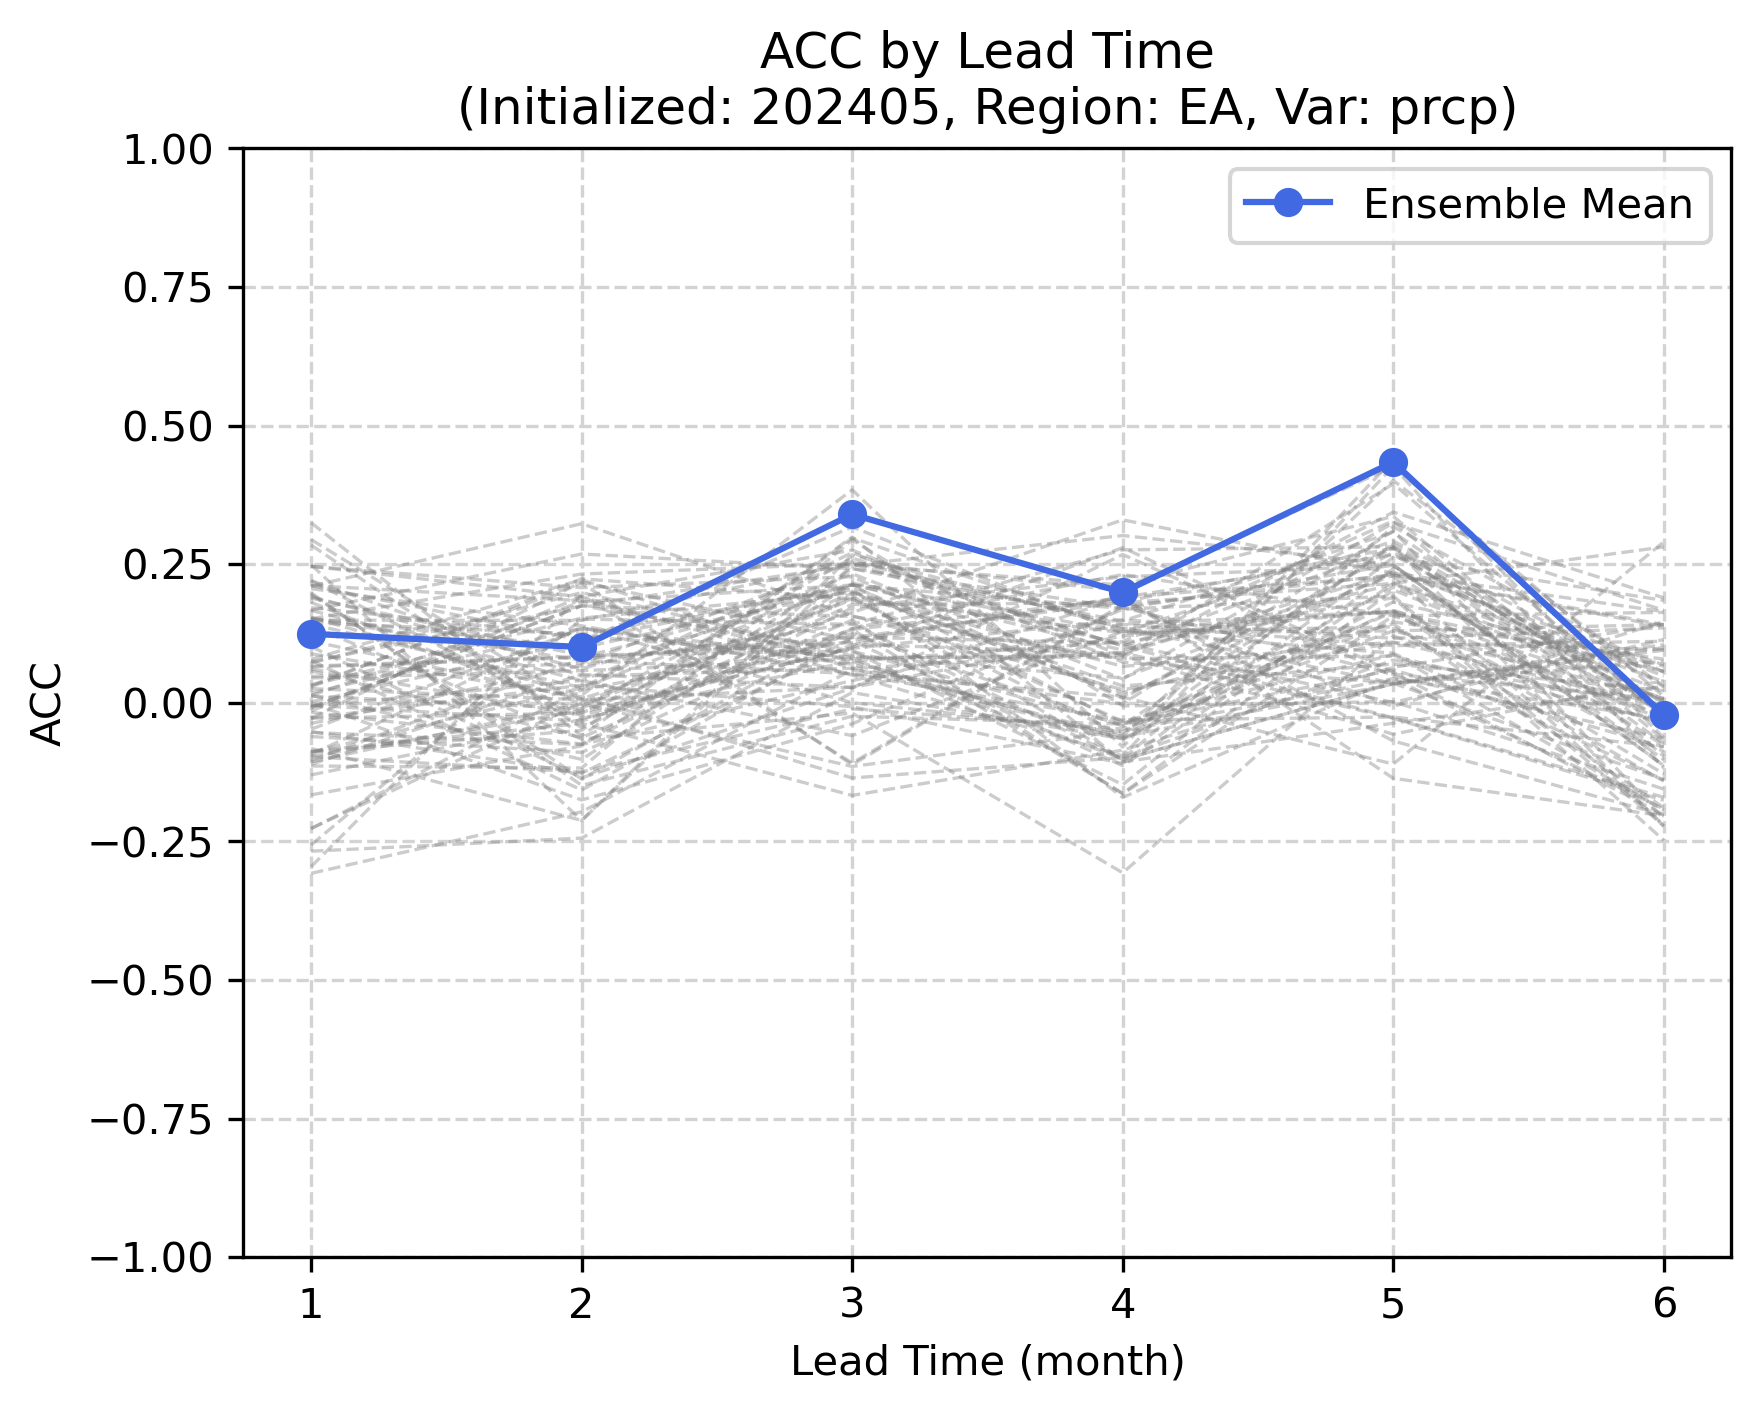 ACC by Lead Time
(Initialized: 202405, Region: EA, Var: prcp)
Ensemble Mean
1.00
0.75
0.50
0.25
0.00
−0.25
−0.50
−0.75
−1.00
ACC
1 2 3 4 5 6
Lead Time (month)